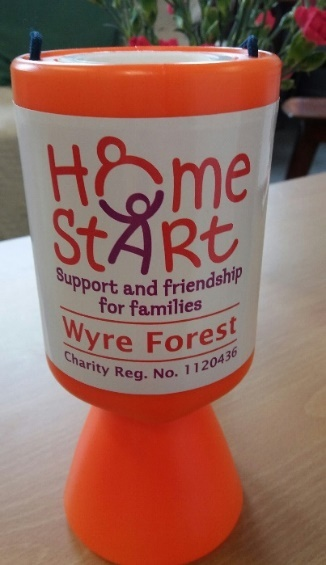 Home
StARt
Support and friendship
for families
Wyre Forest
Charity Reg. No. 1120436